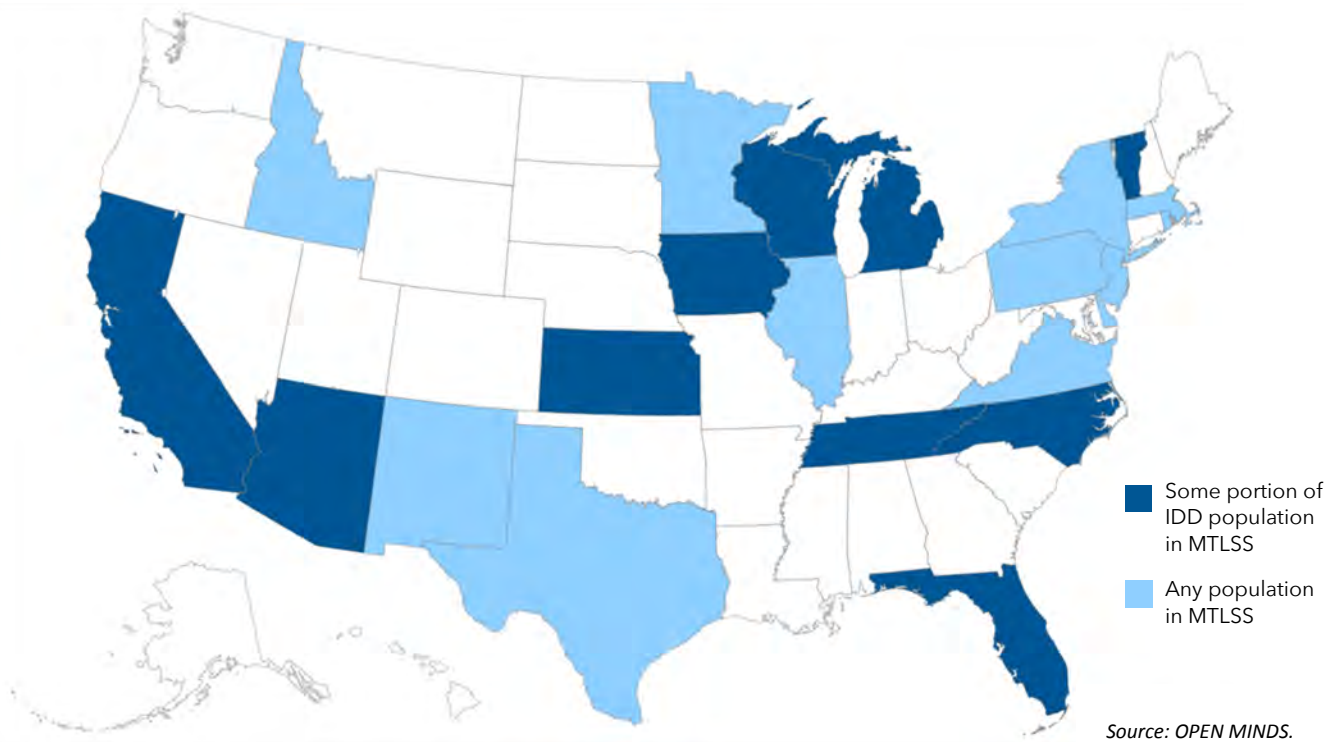 Some portion of
IDD population
in MTLSS
Any population
in MTLSS
Source: OPEN MINDS.